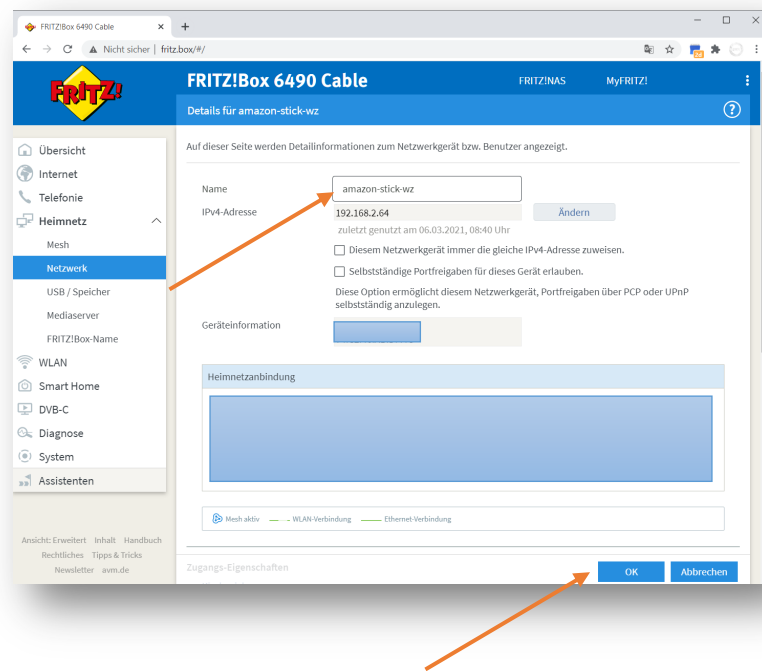 FRITZ!Box 6490 Cable
Nicht sicher | fritz.box/#/
24
FRITZ!
FRITZ!Box 6490 Cable
FRITZ!NAS
MyFRITZ!
Details für amazon-stick-wz
Übersicht
Internet
Telefonie
Heimnetz
Mesh
Netzwerk
USB / Speicher
Mediaserver
FRITZ!Box-Name
WLAN
Smart Home
DVB-C
Diagnose
System
Assistenten
Ansicht: Erweitert Inhalt Handbuch
Rechtliches Tipps & Tricks
Newsletter avm.de
Auf dieser Seite werden Detailinformationen zum Netzwerkgerät bzw. Benutzer angezeigt.
Name
amazon-stick-wz
IPv4-Adresse
192.168.2.64
Ändern
zuletzt genutzt am 06.03.2021, 08:40 Uhr
Diesem Netzwerkgerät immer die gleiche IPv4-Adresse zuweisen.
Selbstständige Portfreigaben für dieses Gerät erlauben.
Diese Option ermöglicht diesem Netzwerkgerät, Portfreigaben über PCP oder UPnP
selbstständig anzulegen.
Geräteinformation
Heimnetzanbindung
Mesh aktiv
WLAN-Verbindung
Ethernet-Verbindung
Zugangs-Eigenschaften
OK
Abbrechen